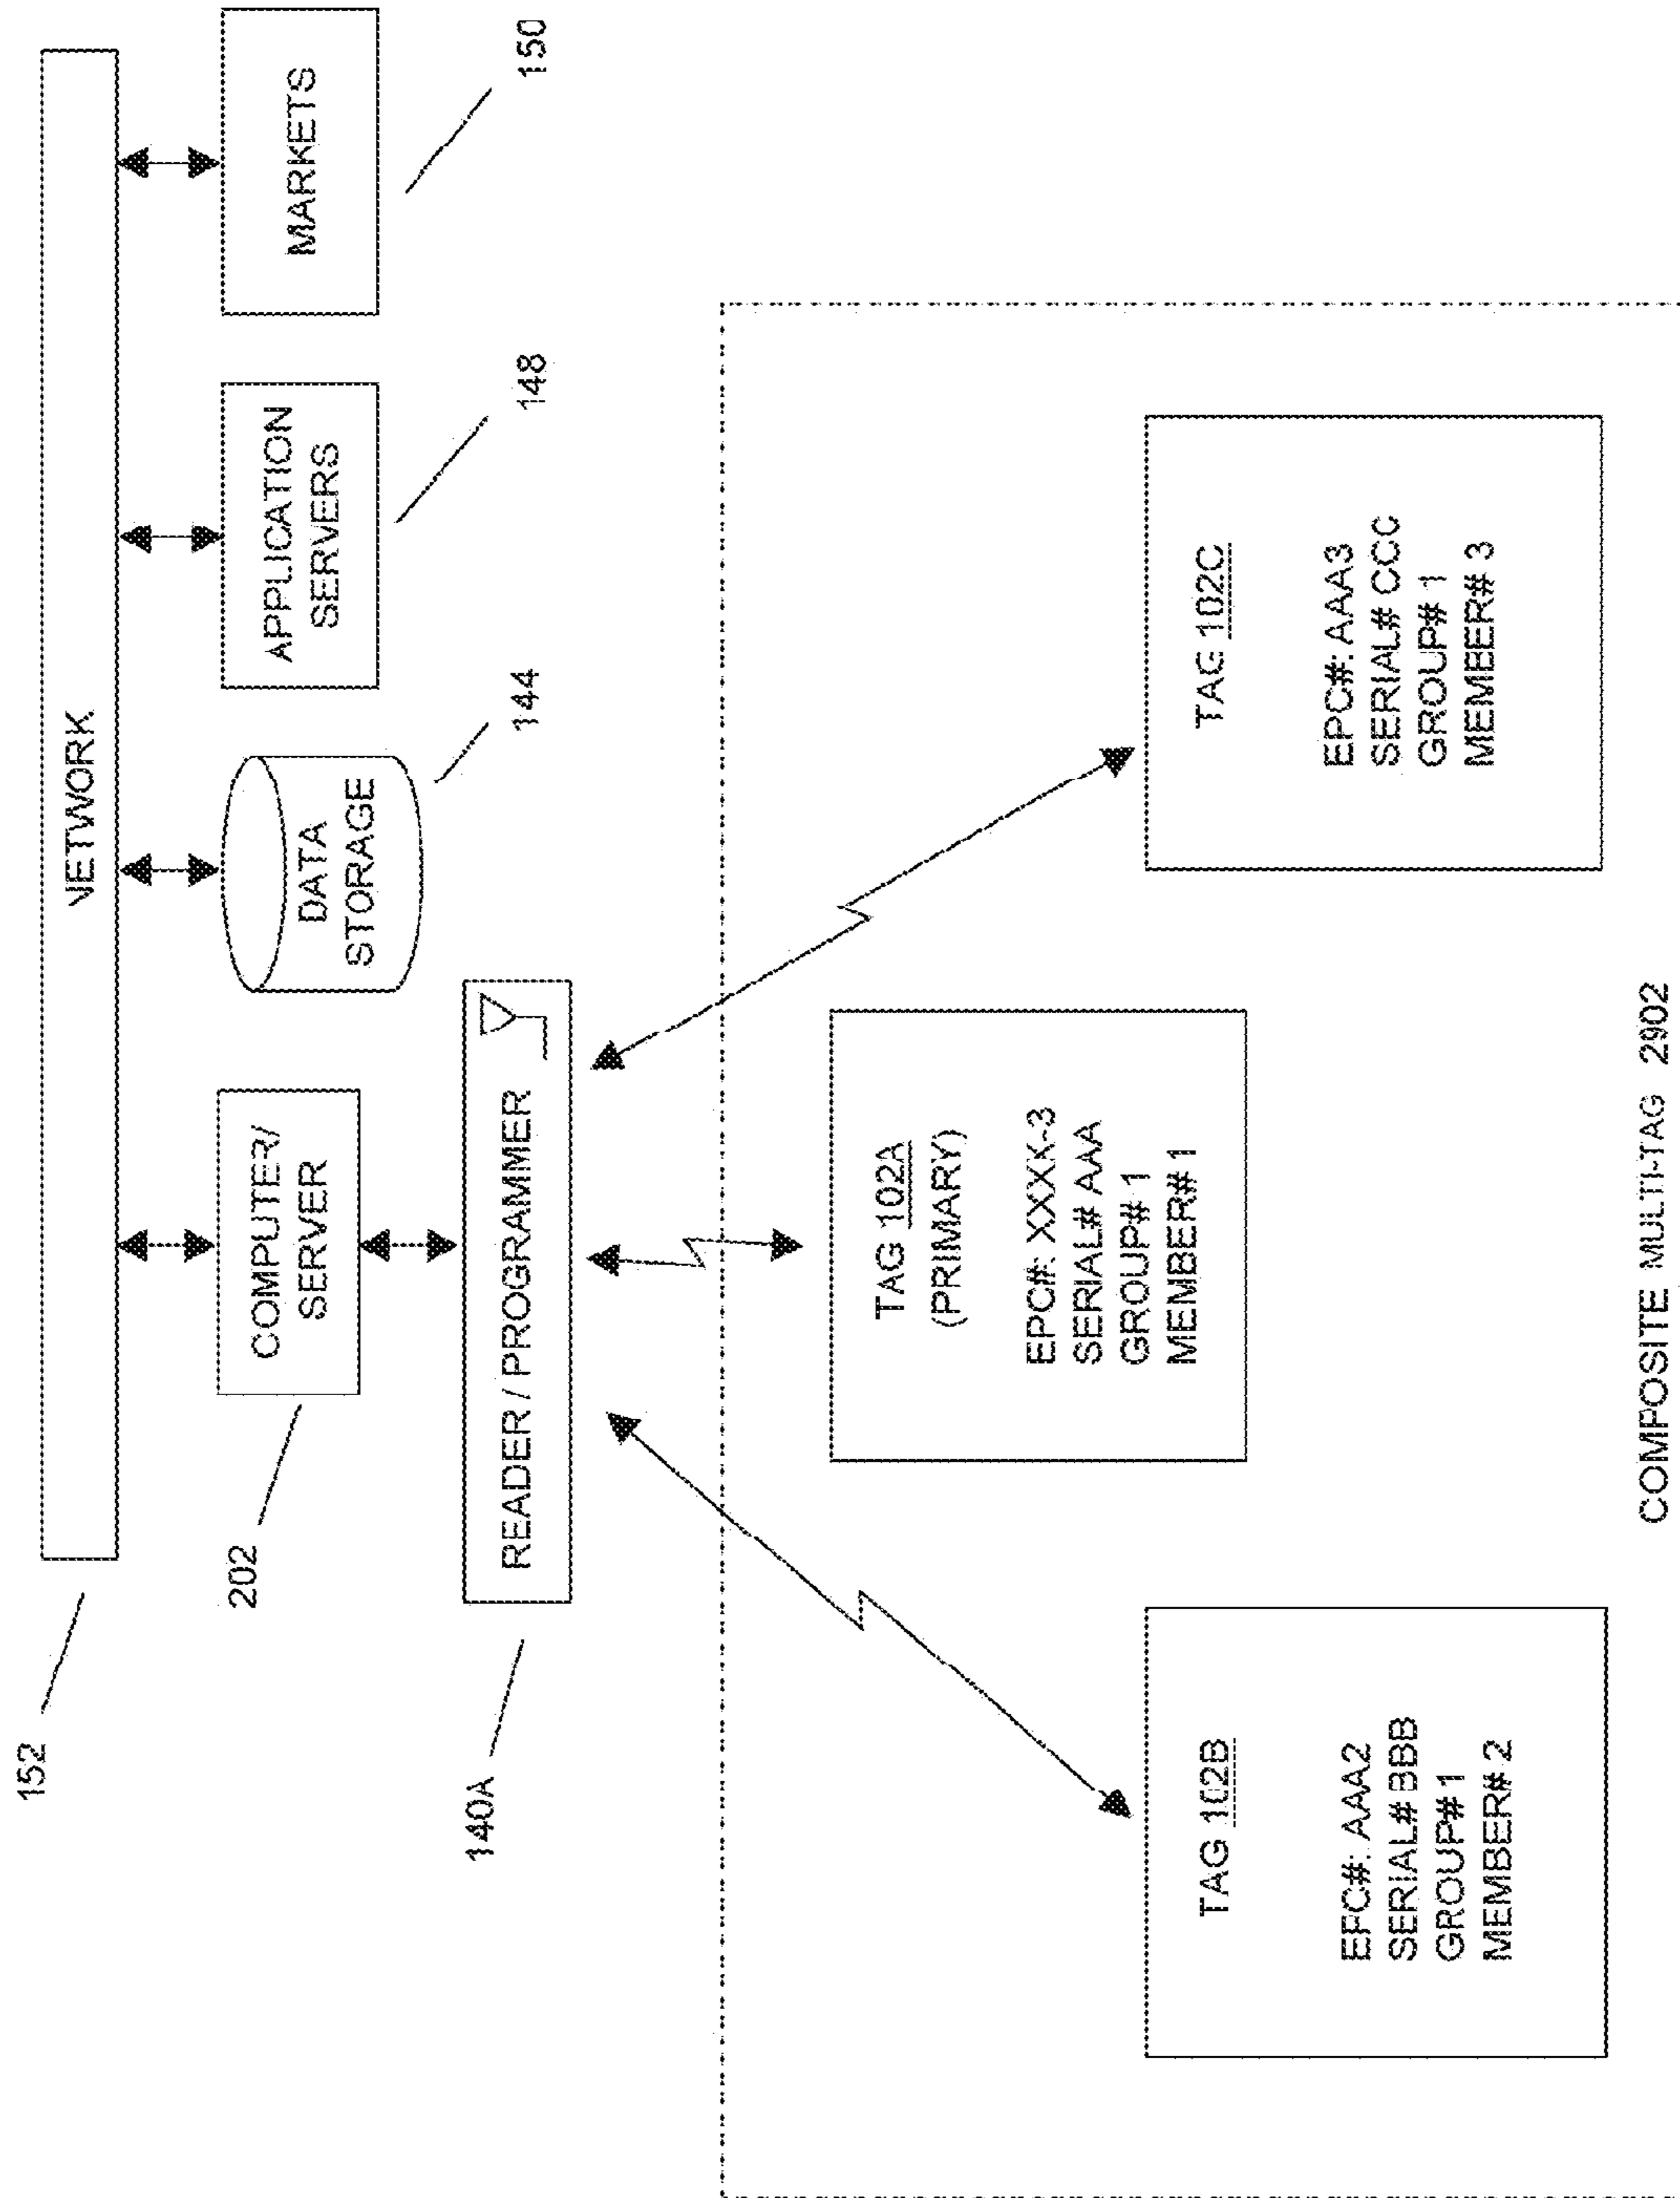 152
NETWORK
202
COMPUTER/
SERVER
DATA
STORAGE
144
APPLICATION
SERVERS
148
MARKETS
150
140A
READER / PROGRAMMER
TAG 102A
(PRIMARY)
EPC#: XXXK-3
SERIAL# AAA
GROUP# 1
MEMBER# 1
TAG 102B
EPC#: AAA2
SERIAL# BBB
GROUP# 1
MEMBER# 2
TAG 102C
EPC#: AAA3
SERIAL# CCC
GROUP# 1
MEMBER# 3
COMPOSITE MULTI-TAG 2902